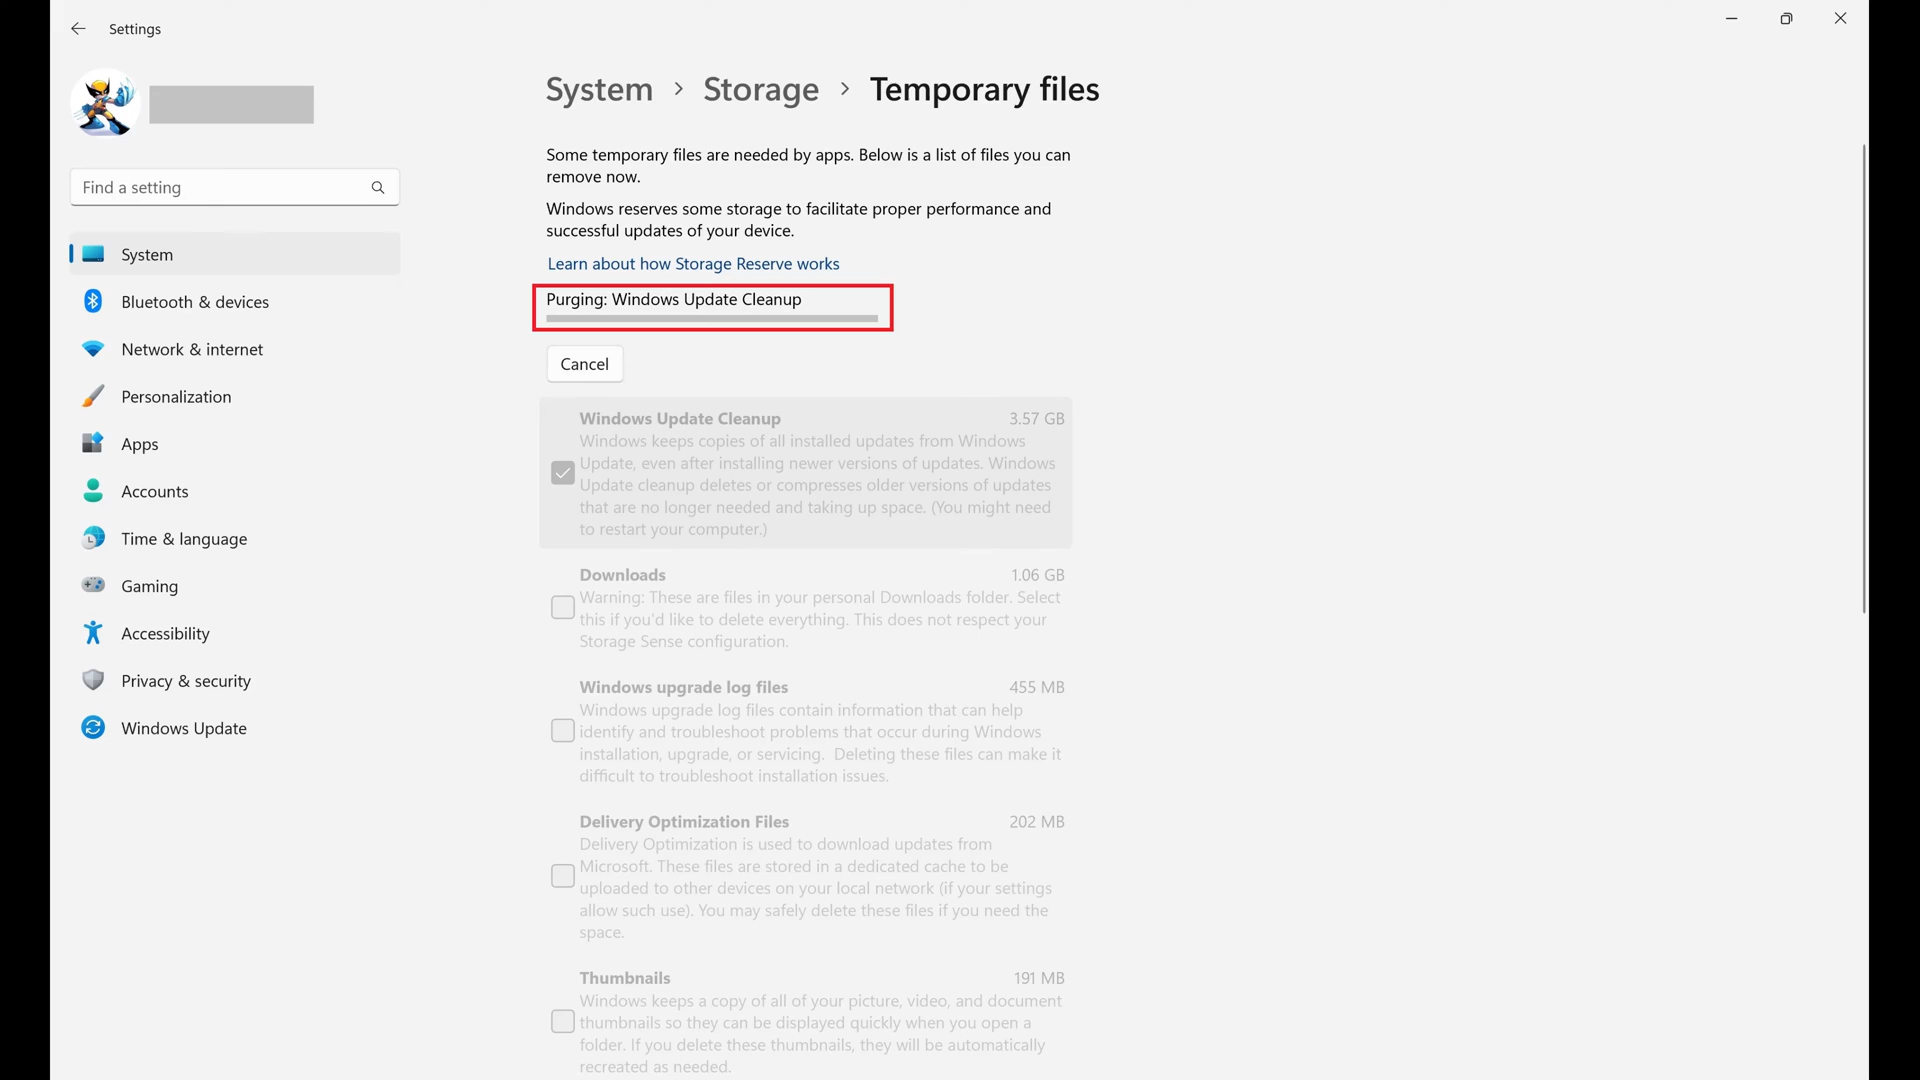 Settings
Find a setting
System
Bluetooth & devices
Network & internet
Personalization
Apps
Accounts
Time & language
Gaming
Accessibility
Privacy & security
Windows Update
System > Storage > Temporary files
Some temporary files are needed by apps. Below is a list of files you can
remove now.
Windows reserves some storage to facilitate proper performance and
successful updates of your device.
Learn about how Storage Reserve works
Purging: Windows Update Cleanup
Cancel
Windows Update Cleanup 3.57 GB
Windows keeps copies of all installed updates from Windows
Update, even after installing newer versions of updates. Windows
Update cleanup deletes or compresses older versions of updates
that are no longer needed and taking up space. (You might need
to restart your computer.)
Downloads 1.06 GB
Warning: These are files in your personal Downloads folder. Select
this if you'd like to delete everything. This does not respect your
Storage Sense configuration.
Windows upgrade log files 455 MB
Windows upgrade log files contain information that can help
identify and troubleshoot problems that occur during Windows
installation, upgrade, or servicing.  Deleting these files can make it
difficult to troubleshoot installation issues.
Delivery Optimization Files 202 MB
Delivery Optimization is used to download updates from
Microsoft. These files are stored in a dedicated cache to be
uploaded to other devices on your local network (if your settings
allow such use). You may safely delete these files if you need the
space.
Thumbnails 191 MB
Windows keeps a copy of all of your picture, video, and document
thumbnails so they can be displayed quickly when you open a
folder. If you delete these thumbnails, they will be automatically
recreated as needed.